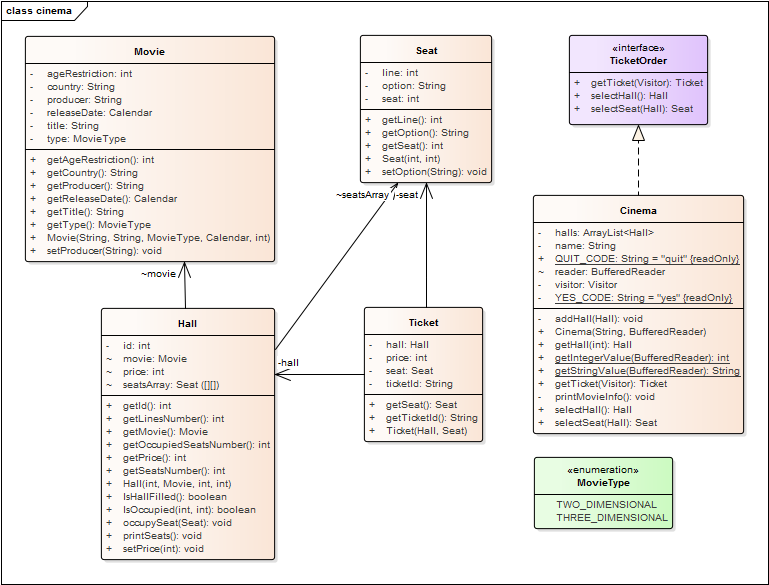 class cinema
Movie
- ageRestriction: int
- country: String
- producer: String
- releaseDate: Calendar
- title: String
- type: MovieType
+ getAgeRestriction(): int
+ getCountry(): String
+ getProducer(): String
+ getReleaseDate(): Calendar
+ getTitle(): String
+ getType(): MovieType
+ Movie(String, String, MovieType, Calendar, int)
+ setProducer(String): void
Seat
- line: int
- option: String
- seat: int
+ getLine(): int
+ getOption(): String
+ getSeat(): int
+ Seat(int, int)
+ setOption(String): void
«interface»
TicketOrder
+ getTicket(Visitor): Ticket
+ selectHall(): Hall
+ selectSeat(Hall): Seat
~seatsArray
-seat
~movie
-hall
Hall
- id: int
~ movie: Movie
~ price: int
~ seatsArray: Seat ([][])
+ getId(): int
+ getLinesNumber(): int
+ getMovie(): Movie
+ getOccupiedSeatsNumber(): int
+ getPrice(): int
+ getSeatsNumber(): int
+ Hall(int, Movie, int, int)
+ IsHallFilled(): boolean
+ IsOccupied(int, int): boolean
+ occupySeat(Seat): void
+ printSeats(): void
+ setPrice(int): void
Ticket
- hall: Hall
- price: int
- seat: Seat
- ticketId: String
+ getSeat(): Seat
+ getTicketId(): String
+ Ticket(Hall, Seat)
Cinema
- halls: ArrayList<Hall>
- name: String
+ QUIT_CODE: String = "quit" {readOnly}
~ reader: BufferedReader
- visitor: Visitor
- YES_CODE: String = "yes" {readOnly}
- addHall(Hall): void
+ Cinema(String, BufferedReader)
+ getHall(int): Hall
+ getIntegerValue(BufferedReader): int
+ getStringValue(BufferedReader): String
+ getTicket(Visitor): Ticket
- printMovieInfo(): void
+ selectHall(): Hall
+ selectSeat(Hall): Seat
«enumeration»
MovieType
TWO_DIMENSIONAL
THREE_DIMENSIONAL